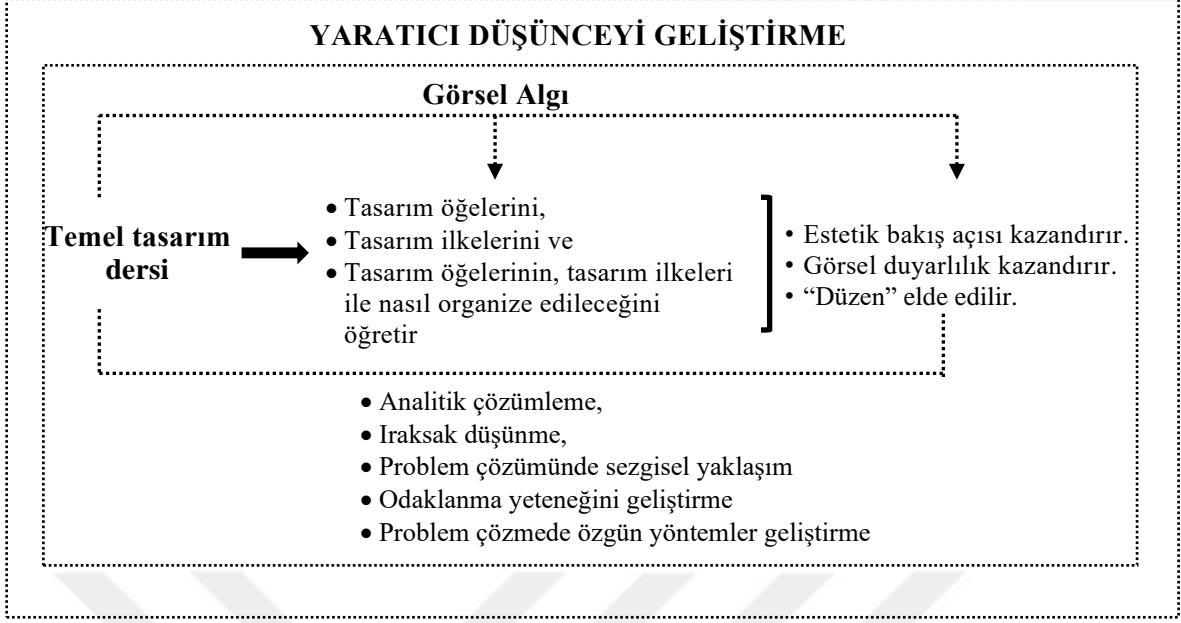 YARATICI DÜŞÜNCEYİ GELİŞTİRME
Görsel Algı
Temel tasarım
dersi
• Tasarım öğelerini,
• Tasarım ilkelerini ve
• Tasarım öğelerinin, tasarım ilkeleri
ile nasıl organize edileceğini
öğretir
• Estetik bakış açısı kazandırır.
• Görsel duyarlılık kazandırır.
• “Düzen” elde edilir.
• Analitik çözümleme,
• Iraksak düşünme,
• Problem çözümünde sezgisel yaklaşım
• Odaklanma yeteneğini geliştirme
• Problem çözmede özgün yöntemler geliştirme